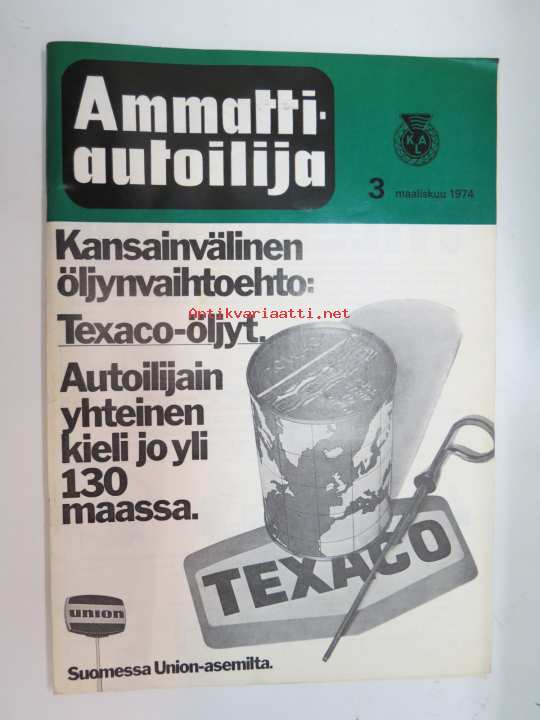 Ammatti-
autoilija
KAL
3 maaliskuu 1974
Kansainvälinen
öljynvaihtoehto:
Antikvariaatti.net
Texaco-öljyt.
Autoilijain
yhteinen
kieli jo yli
130
maassa.
TEXACO
union
Suomessa Union-asemilta.